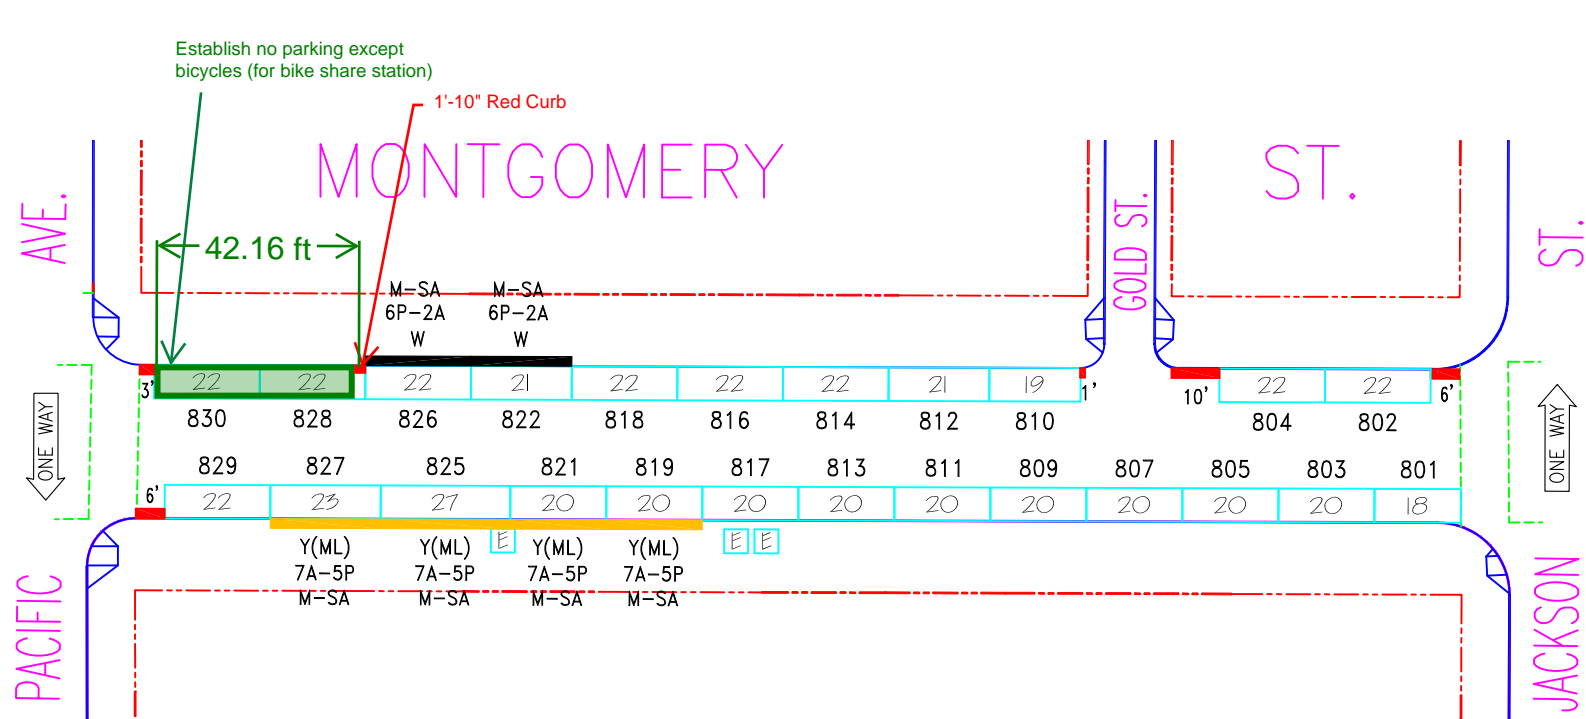 Establish no parking except
bicycles (for bike share station)
1'-10" Red Curb
MONTGOMERY ST.
AVE.
GOLD ST.
ST.
42.16 ft
M-SA M-SA
6P-2A 6P-2A
W W
3' 22 22 22 21 22 22 22 21 19 1' 10' 22 22 6'
830 828 826 822 818 816 814 812 810 804 802
ONE WAY
ONE WAY
829 827 825 821 819 817 813 811 809 807 805 803 801
6' 22 23 27 20 20 20 20 20 20 20 20 20 18
E E E
Y(ML) Y(ML) Y(ML) Y(ML)
7A-5P 7A-5P 7A-5P 7A-5P
M-SA M-SA M-SA M-SA
PACIFIC
JACKSON